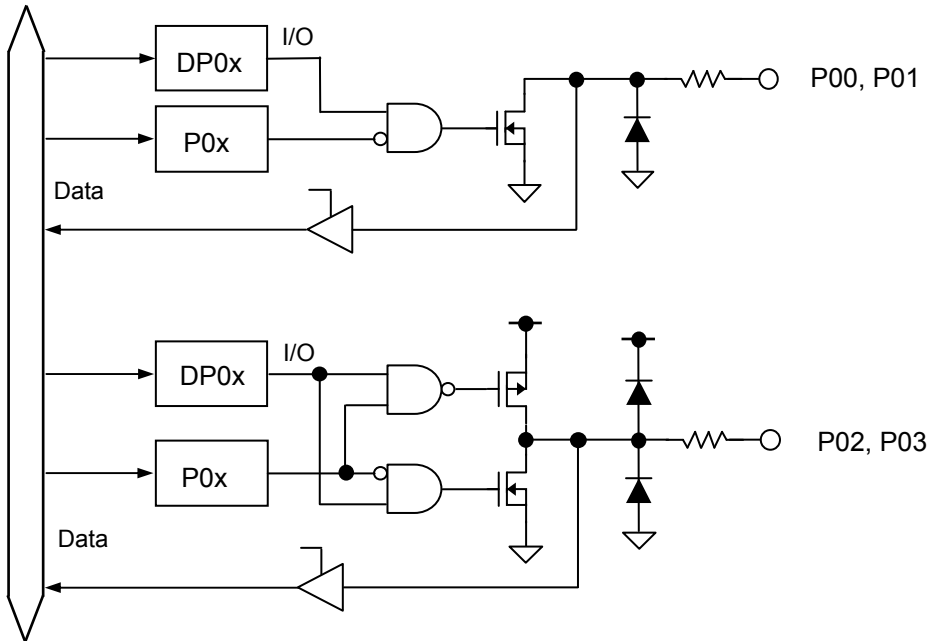 I/O
DP0x
P00, P01
P0x
Data
I/O
DP0x
P02, P03
P0x
Data